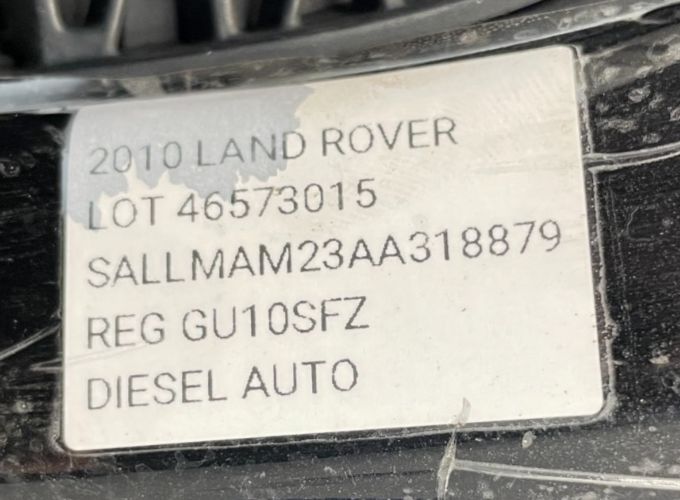 2010 LAND ROVER
LOT 46573015
SALLMAM23AA318879
REG GU10SFZ
DIESEL AUTO